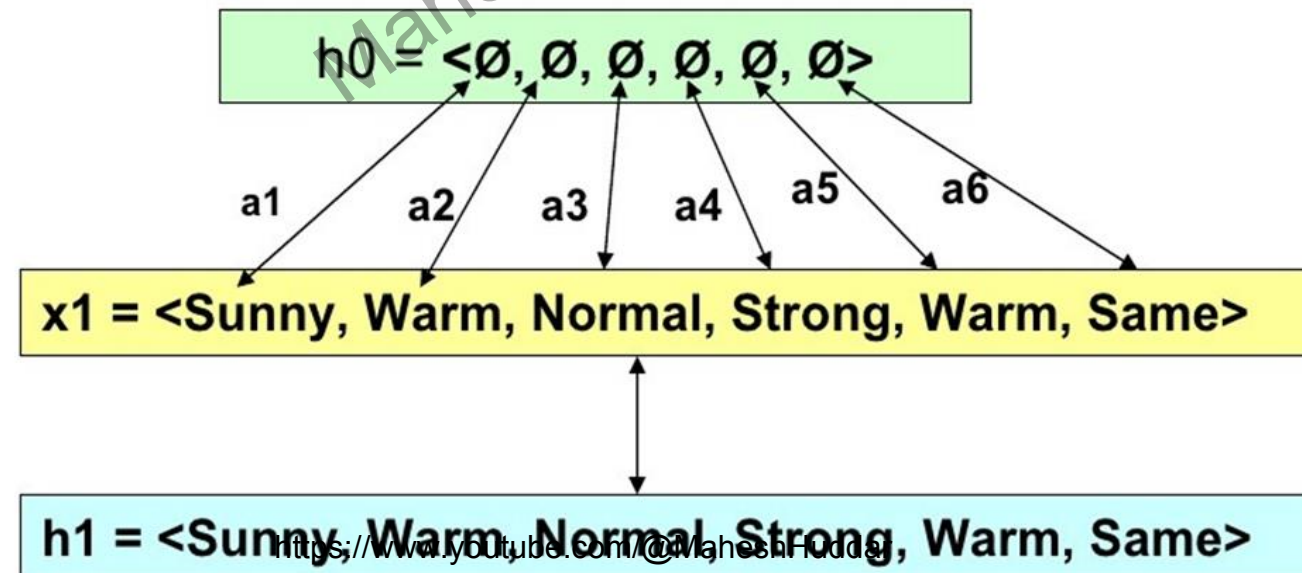 h0 = <Ø, Ø, Ø, Ø, Ø, Ø>
a1 a2 a3 a4 a5 a6
x1 = <Sunny, Warm, Normal, Strong, Warm, Same>
h1 = <Sunny, Warm, Normal, Strong, Warm, Same>
https://www.youtube.com/@MaheshHuddar